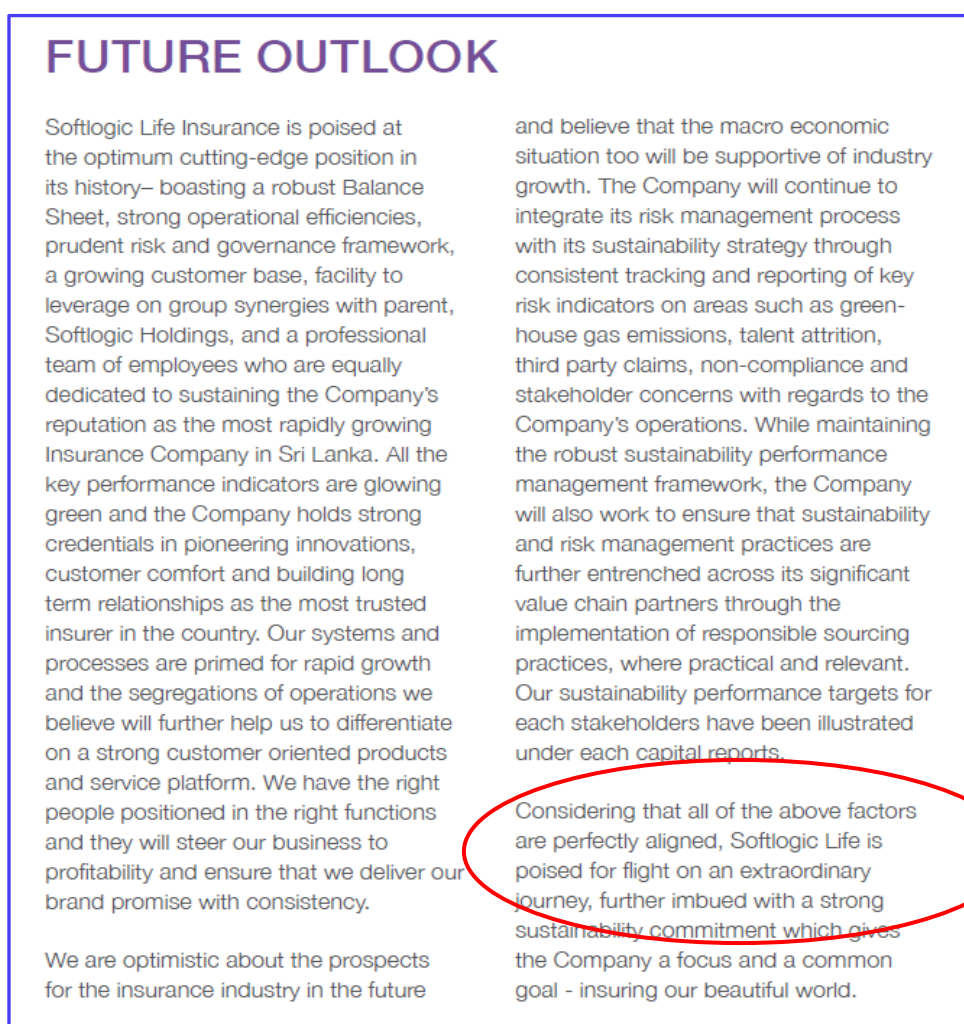 FUTURE OUTLOOK
Softlogic Life Insurance is poised at
the optimum cutting-edge position in
its history– boasting a robust Balance
Sheet, strong operational efficiencies,
prudent risk and governance framework,
a growing customer base, facility to
leverage on group synergies with parent,
Softlogic Holdings, and a professional
team of employees who are equally
dedicated to sustaining the Company's
reputation as the most rapidly growing
Insurance Company in Sri Lanka. All the
key performance indicators are glowing
green and the Company holds strong
credentials in pioneering innovations,
customer comfort and building long
term relationships as the most trusted
insurer in the country. Our systems and
processes are primed for rapid growth
and the segregations of operations we
believe will further help us to differentiate
on a strong customer oriented products
and service platform. We have the right
people positioned in the right functions
and they will steer our business to
profitability and ensure that we deliver our
brand promise with consistency.
We are optimistic about the prospects
for the insurance industry in the future
and believe that the macro economic
situation too will be supportive of industry
growth. The Company will continue to
integrate its risk management process
with its sustainability strategy through
consistent tracking and reporting of key
risk indicators on areas such as green-
house gas emissions, talent attrition,
third party claims, non-compliance and
stakeholder concerns with regards to the
Company's operations. While maintaining
the robust sustainability performance
management framework, the Company
will also work to ensure that sustainability
and risk management practices are
further entrenched across its significant
value chain partners through the
implementation of responsible sourcing
practices, where practical and relevant.
Our sustainability performance targets for
each stakeholders have been illustrated
under each capital reports.
Considering that all of the above factors
are perfectly aligned, Softlogic Life is
poised for flight on an extraordinary
journey, further imbued with a strong
sustainability commitment which gives
the Company a focus and a common
goal - insuring our beautiful world.